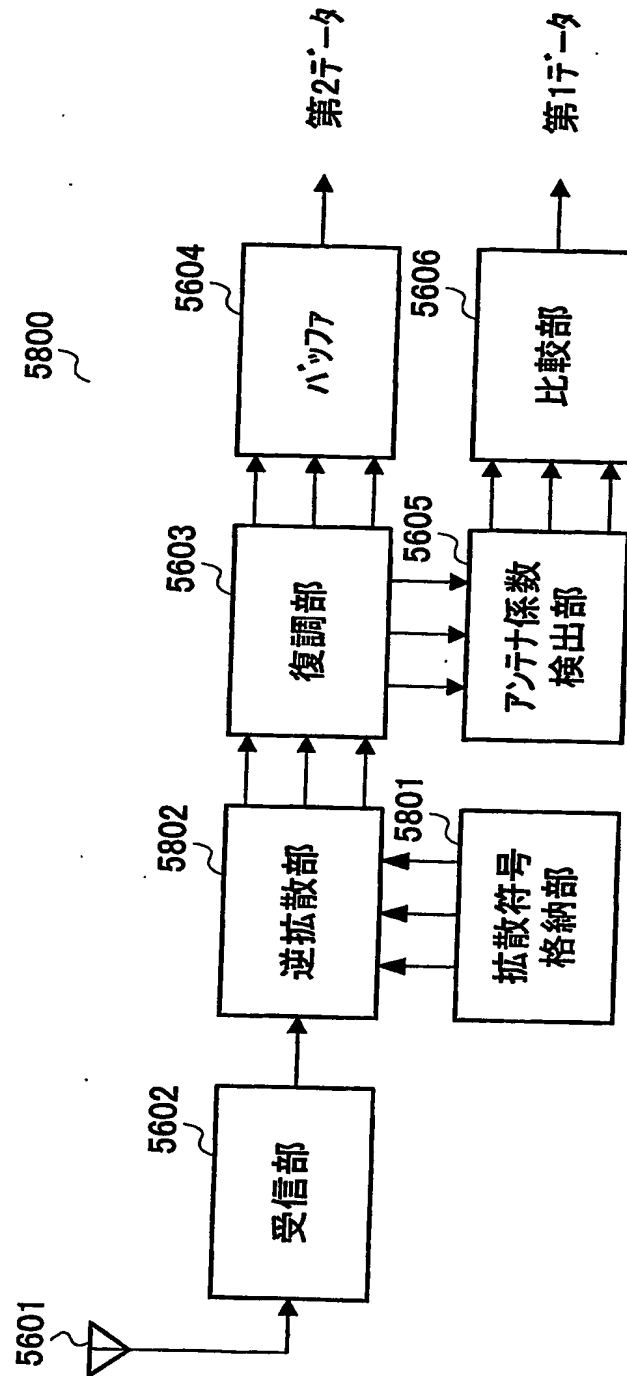 5800
5601
5602
受信部
5802
逆拡散部
5801
拡散符号
格納部
5603
復調部
5605
アンテナ係数
検出部
5604
バッファ
5606
比較部
第2データ
第1データ